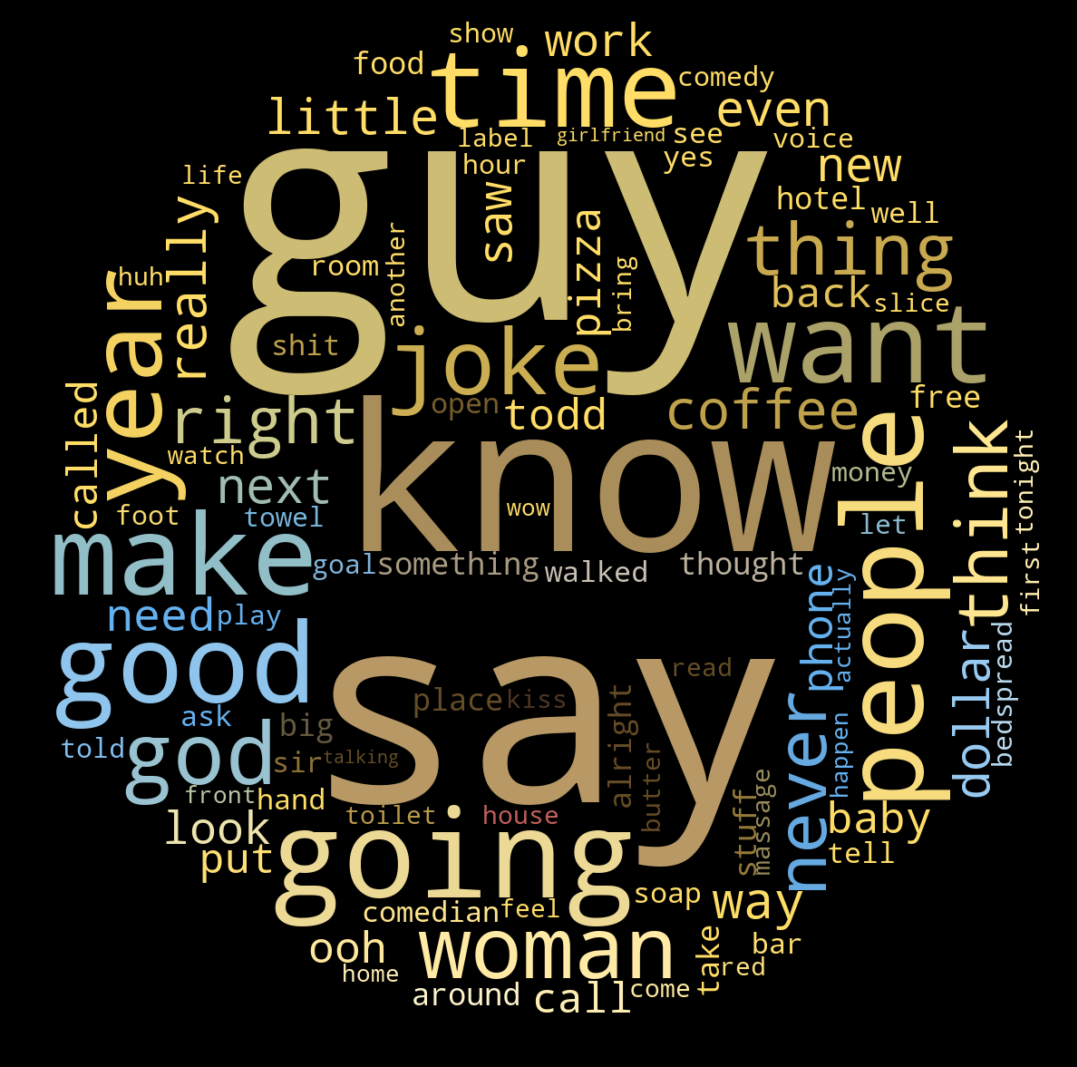 show
work
food
time
comedy
little
even
label
girlfriend
see
voice
hour
yes
new
life
guy
saw
hotel
well
really
pizza
thing
room
another
bring
huh
year
back
slice
shit
joke
want
called
right
open
todd
coffee
free
know
people
think
tonight
watch
next
money
foot
towel
wow
let
make
goal
something
walked
thought
first
need
play
phone
actually
good
say
read
dollar
bedspread
place
kiss
never
happen
ask
big
told
god
sir
talking
alright
butter
front
hand
toilet
house
stuff
massage
baby
look
going
tell
put
soap
way
comedian
feel
ooh
woman
take
bar
home
red
around
call
come